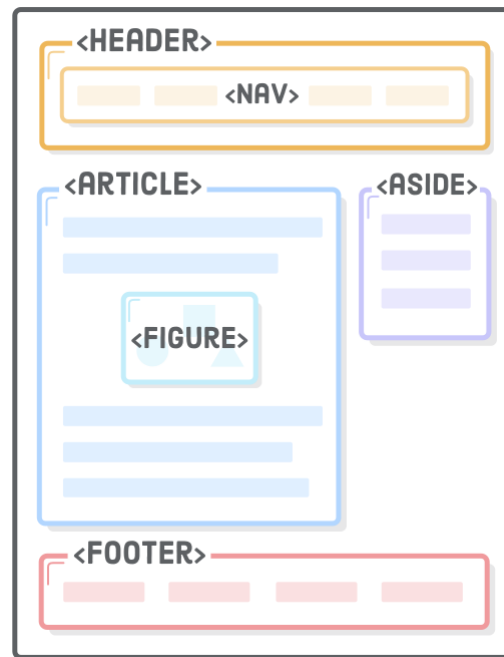 <HEADER>
<NAV>
<ARTICLE>
<ASIDE>
<FIGURE>
<FOOTER>